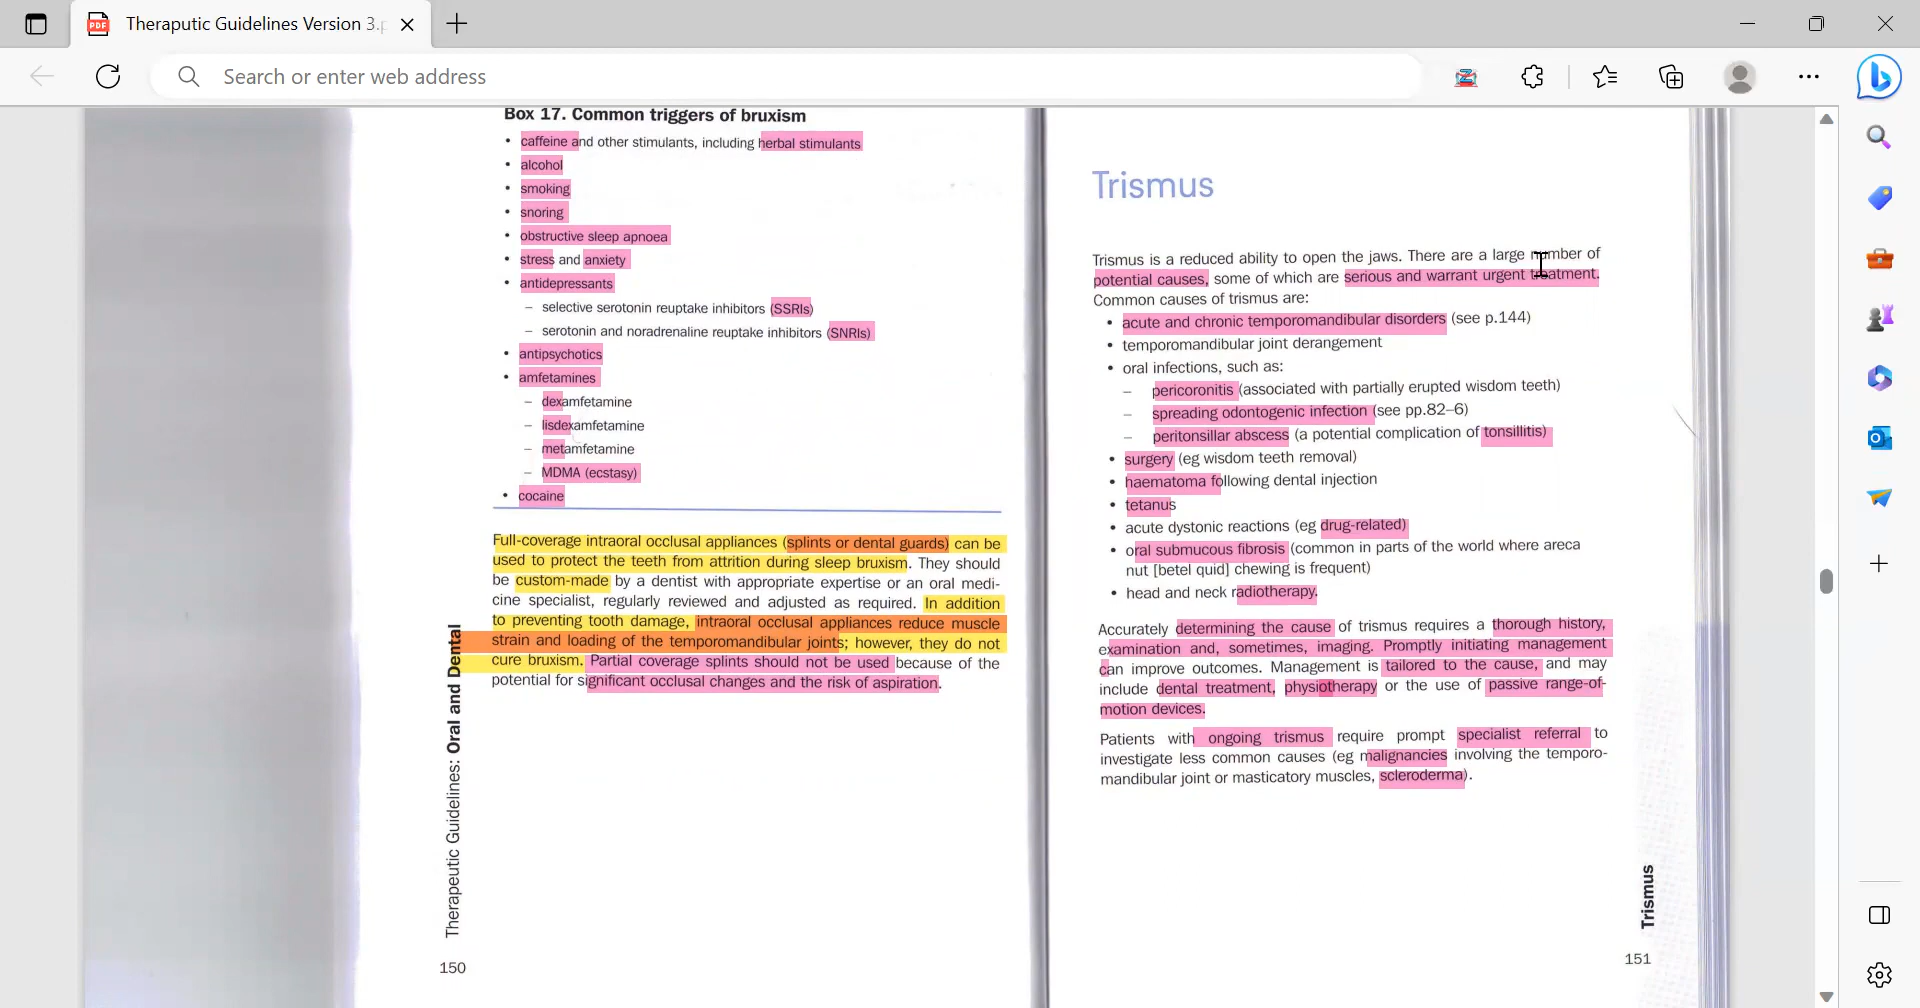 Theraputic Guidelines Version 3.p
Search or enter web address
Box 17. Common triggers of bruxism
• caffeine and other stimulants, including herbal stimulants
• alcohol
• smoking
• snoring
• obstructive sleep apnoea
• stress and anxiety
• antidepressants
– selective serotonin reuptake inhibitors (SSRIs)
– serotonin and noradrenaline reuptake inhibitors (SNRIs)
• antipsychotics
• amfetamines
– dexamfetamine
– lisdexamfetamine
– metamfetamine
– MDMA (ecstasy)
• cocaine
Full-coverage intraoral occlusal appliances (splints or dental guards) can be
used to protect the teeth from attrition during sleep bruxism. They should
be custom-made by a dentist with appropriate expertise or an oral medi-
cine specialist, regularly reviewed and adjusted as required. In addition
to preventing tooth damage, intraoral occlusal appliances reduce muscle
strain and loading of the temporomandibular joints; however, they do not
cure bruxism. Partial coverage splints should not be used because of the
potential for significant occlusal changes and the risk of aspiration.
Therapeutic Guidelines: Oral and Dental
150
Trismus
Trismus is a reduced ability to open the jaws. There are a large number of
potential causes, some of which are serious and warrant urgent treatment.
Common causes of trismus are:
• acute and chronic temporomandibular disorders (see p.144)
• temporomandibular joint derangement
• oral infections, such as:
– pericoronitis (associated with partially erupted wisdom teeth)
– spreading odontogenic infection (see pp.82–6)
– peritonsillar abscess (a potential complication of tonsillitis)
• surgery (eg wisdom teeth removal)
• haematoma following dental injection
• tetanus
• acute dystonic reactions (eg drug-related)
• oral submucous fibrosis (common in parts of the world where areca
nut [betel quid] chewing is frequent)
• head and neck radiotherapy.
Accurately determining the cause of trismus requires a thorough history,
examination and, sometimes, imaging. Promptly initiating management
can improve outcomes. Management is tailored to the cause, and may
include dental treatment, physiotherapy or the use of passive range-of-
motion devices.
Patients with ongoing trismus require prompt specialist referral to
investigate less common causes (eg malignancies involving the temporo-
mandibular joint or masticatory muscles, scleroderma).
Trismus
151